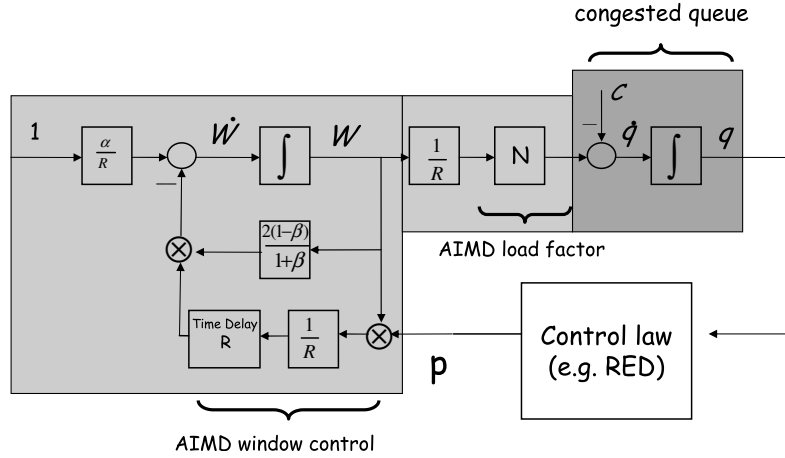 congested queue
C
1
α
R
—
Ẇ
∫
W
1
R
N
—
q̇
∫
q
2(1−β)
1+β
AIMD load factor
Time Delay
R
1
R
p
Control law
(e.g. RED)
AIMD window control